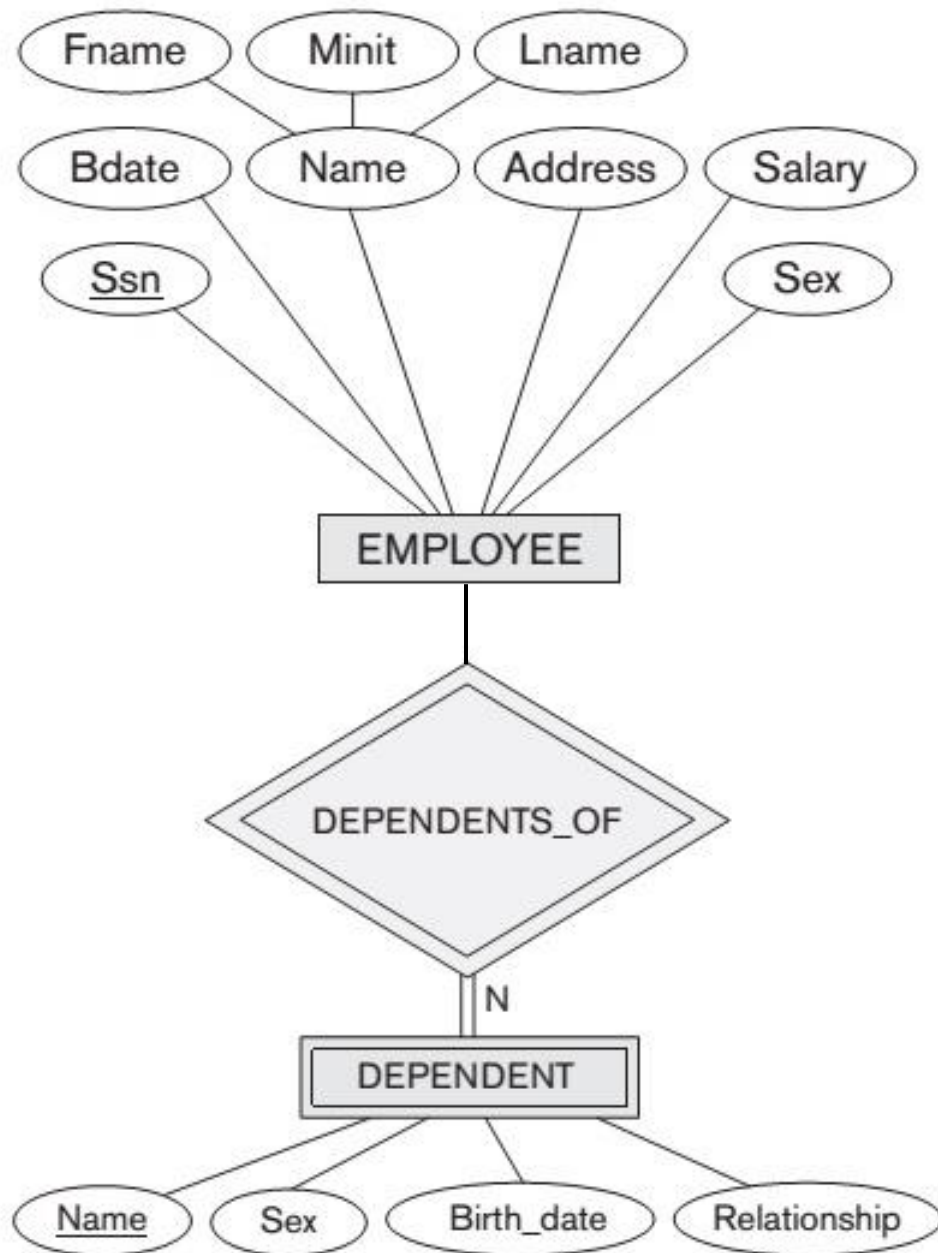 Fname Minit Lname
Bdate Name Address Salary
Ssn Sex
EMPLOYEE
DEPENDENTS_OF
N
DEPENDENT
Name Sex Birth_date Relationship